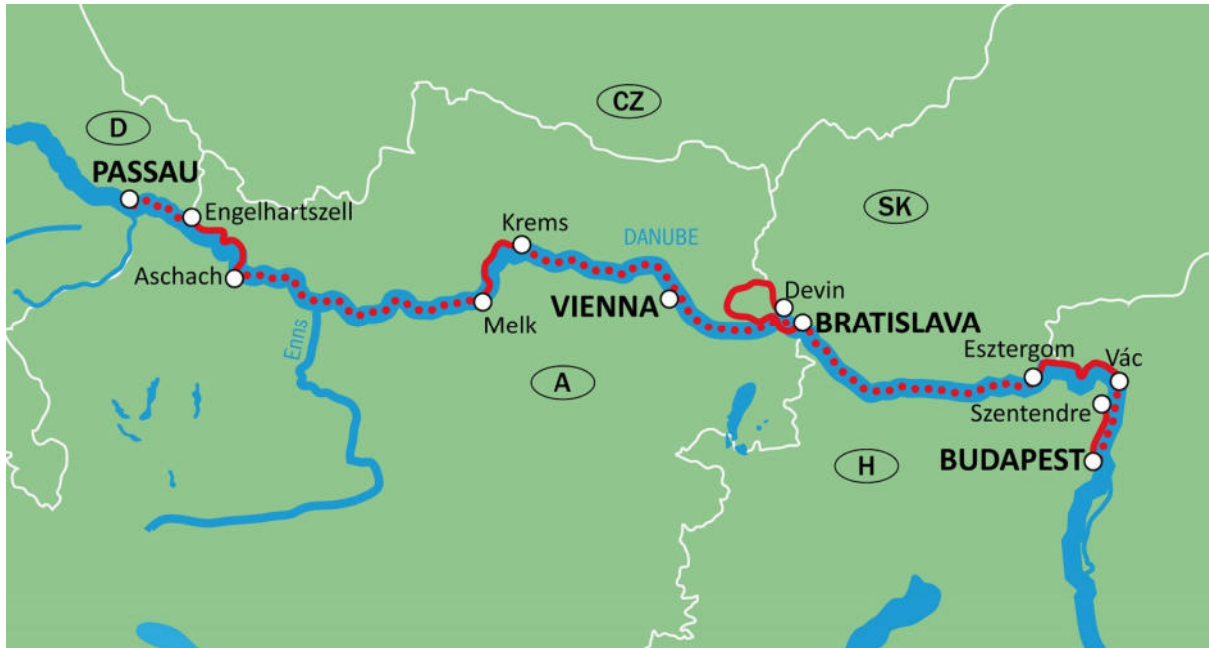 CZ
D
PASSAU
Engelhartszell
SK
Krems
DANUBE
Aschach
Devin
VIENNA
Melk
BRATISLAVA
Enns
Esztergom
Vác
A
Szentendre
BUDAPEST
H